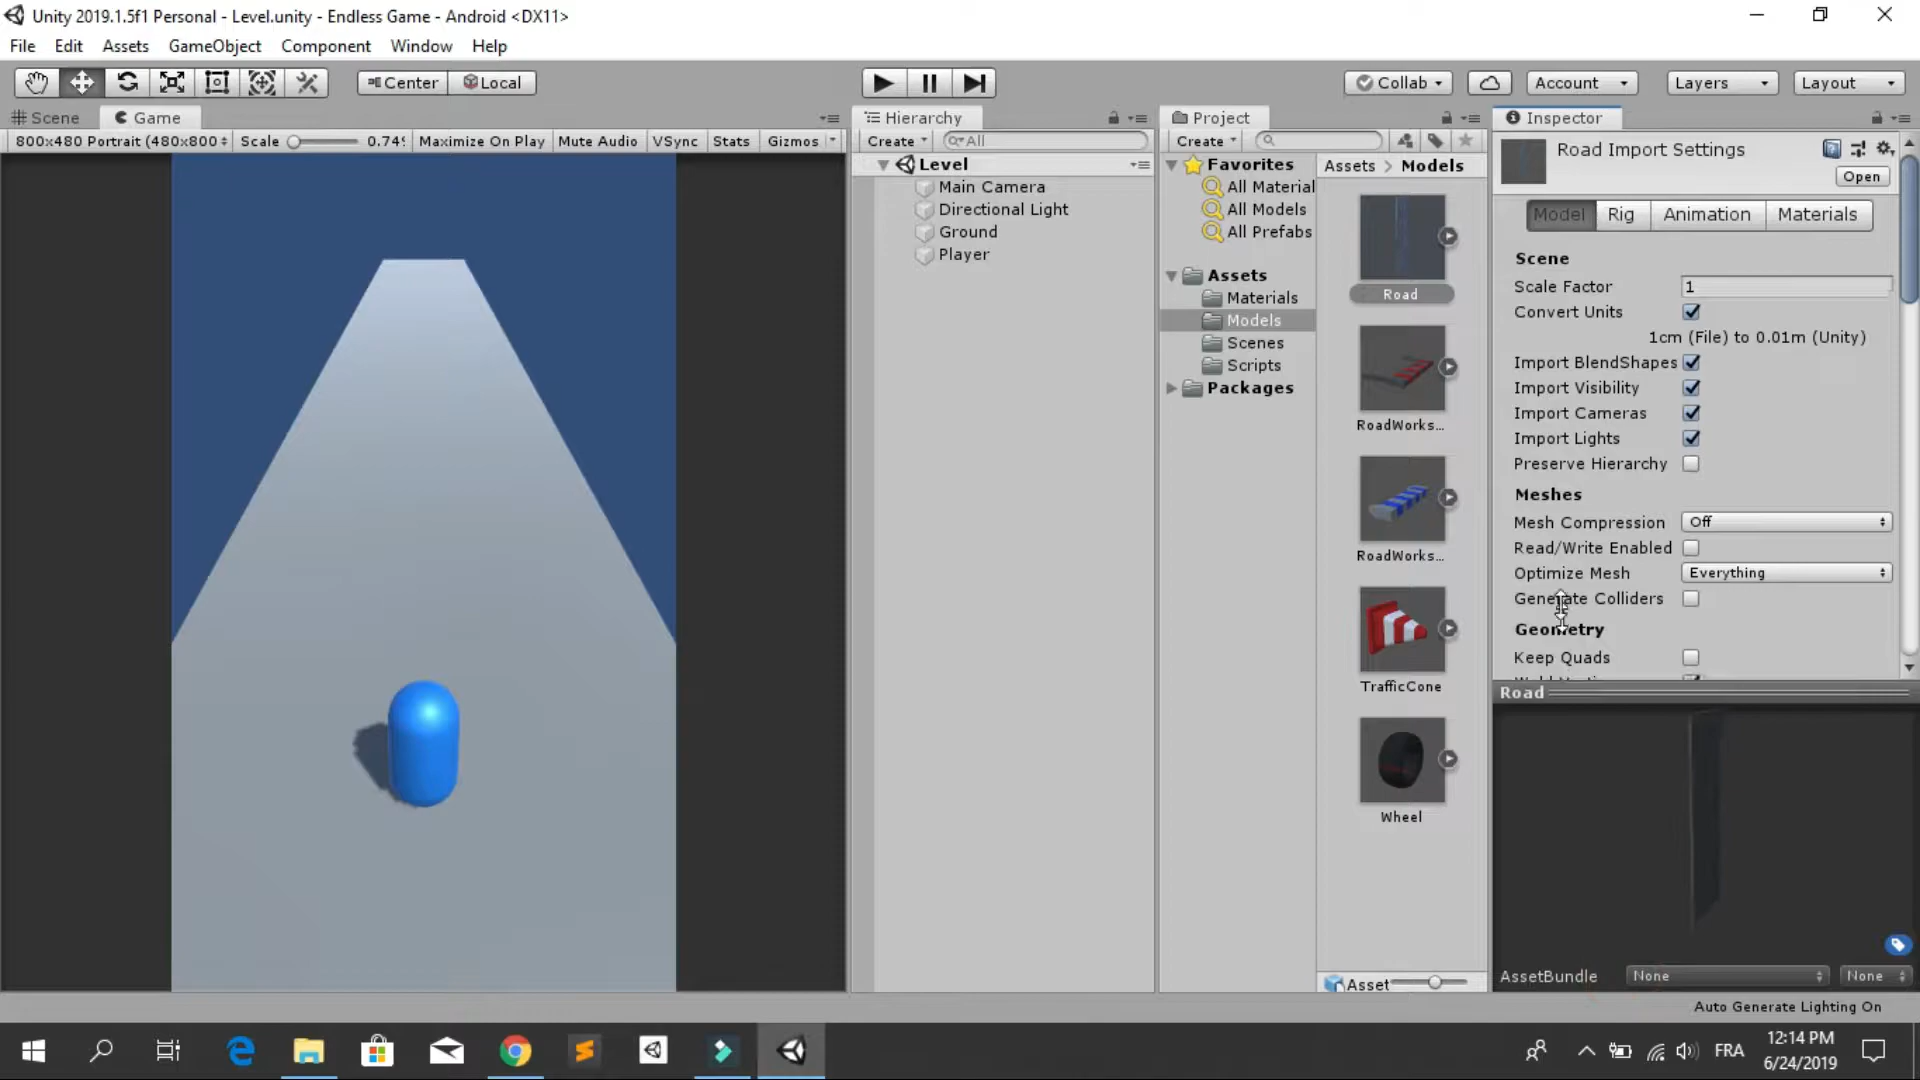 Unity 2019.1.5f1 Personal - Level.unity - Endless Game - Android <DX11>
File Edit Assets GameObject Component Window Help
Center Local Collab Account Layers Layout
Scene Game
800x480 Portrait (480x800 Scale 0.74 Maximize On Play Mute Audio VSync Stats Gizmos
Hierarchy
Create All
Level
Main Camera
Directional Light
Ground
Player
Project
Create
Favorites
All Material
All Models
All Prefabs
Assets
Materials
Models
Scenes
Scripts
Packages
Assets > Models
Road
RoadWorks...
RoadWorks...
TrafficCone
Wheel
Asset
Inspector
Road Import Settings
Open
Model Rig Animation Materials
Scene
Scale Factor 1
Convert Units
1cm (File) to 0.01m (Unity)
Import BlendShapes
Import Visibility
Import Cameras
Import Lights
Preserve Hierarchy
Meshes
Mesh Compression Off
Read/Write Enabled
Optimize Mesh Everything
Generate Colliders
Geometry
Keep Quads
Road
AssetBundle None None
Auto Generate Lighting On
FRA
12:14 PM
6/24/2019